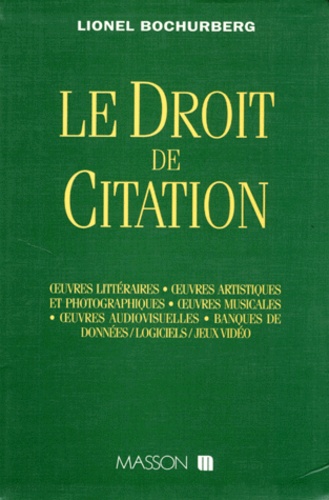 LIONEL BOCHURBERG
LE DROIT
DE
CITATION
ŒUVRES LITTÉRAIRES • ŒUVRES ARTISTIQUES
ET PHOTOGRAPHIQUES • ŒUVRES MUSICALES
• ŒUVRES AUDIOVISUELLES • BANQUES DE
DONNÉES/LOGICIELS/JEUX VIDÉO
MASSON m